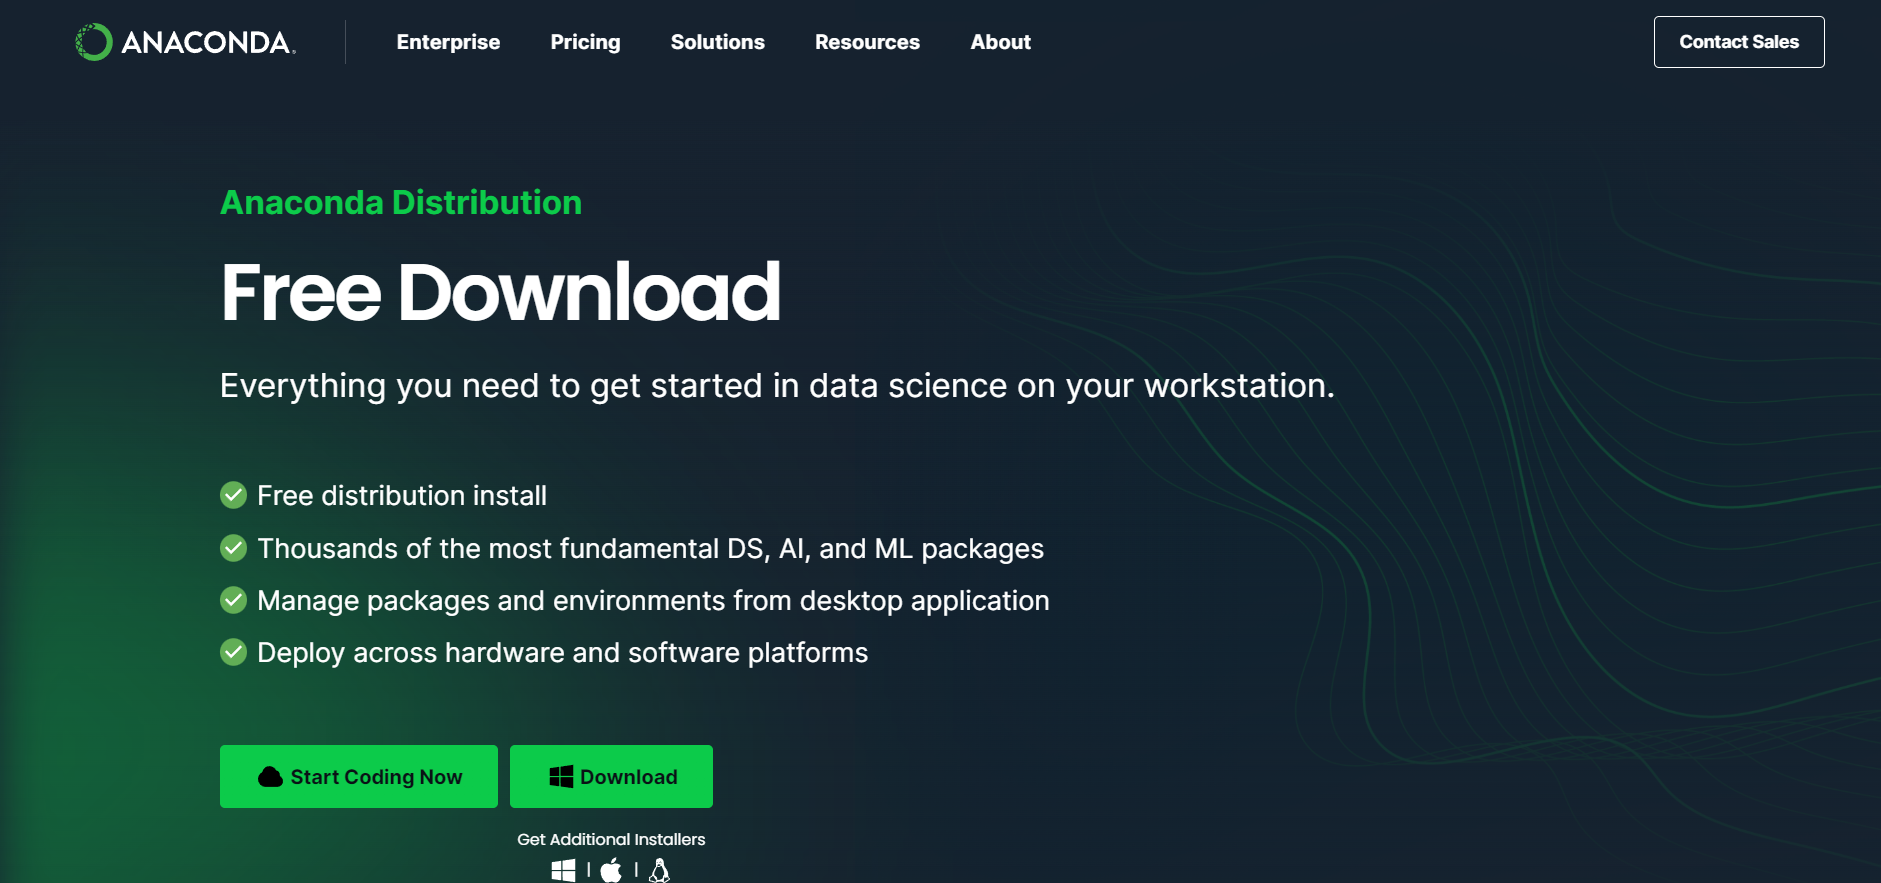 ANACONDA
Enterprise
Pricing
Solutions
Resources
About
Contact Sales
Anaconda Distribution
Free Download
Everything you need to get started in data science on your workstation.
Free distribution install
Thousands of the most fundamental DS, AI, and ML packages
Manage packages and environments from desktop application
Deploy across hardware and software platforms
Start Coding Now
Download
Get Additional Installers